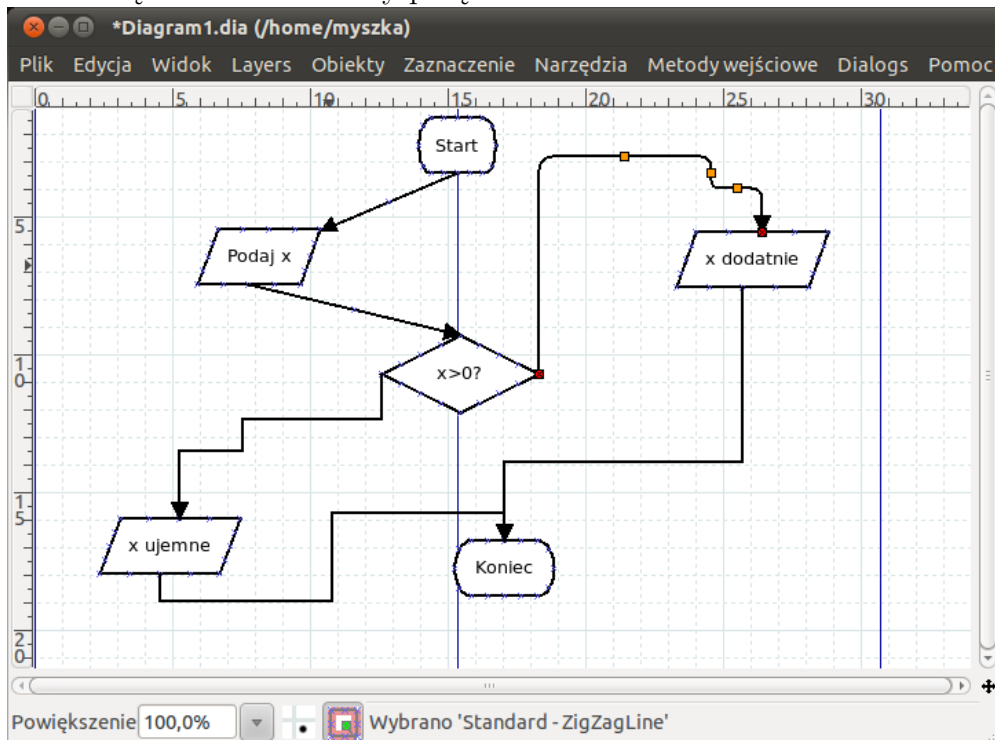 *Diagram1.dia (/home/myszka)
Plik Edycja Widok Layers Obiekty Zaznaczenie Narzędzia Metody wejściowe Dialogs Pomoc
0 5 10 15 20 25 30
Start
5
Podaj x
x dodatnie
10
x>0?
15
x ujemne
Koniec
20
Powiększenie 100,0% Wybrano 'Standard - ZigZagLine'